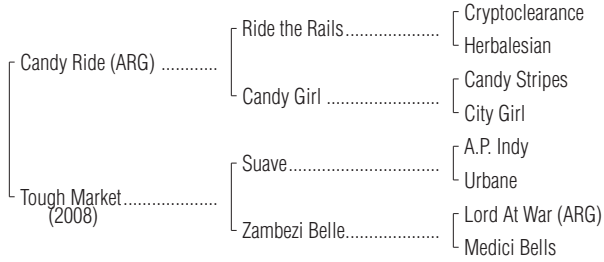 Cryptoclearance
Ride the Rails....................
Herbalesian
Candy Ride (ARG) ............
Candy Stripes
Candy Girl ........................
City Girl
A.P. Indy
Suave................................
Urbane
Tough Market....................
(2008)
Lord At War (ARG)
Zambezi Belle....................
Medici Bells